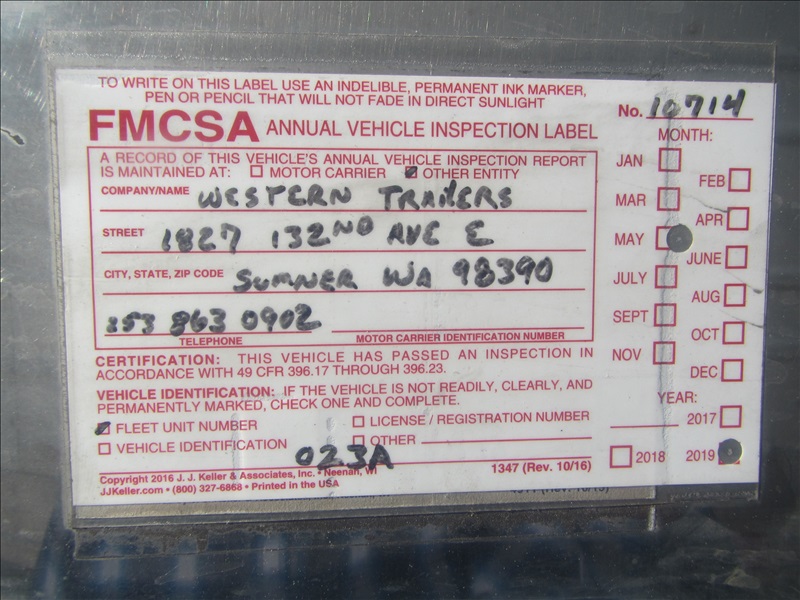 TO WRITE ON THIS LABEL USE AN INDELIBLE, PERMANENT INK MARKER,
PEN OR PENCIL THAT WILL NOT FADE IN DIRECT SUNLIGHT
No. 10714
FMCSA ANNUAL VEHICLE INSPECTION LABEL
A RECORD OF THIS VEHICLE'S ANNUAL VEHICLE INSPECTION REPORT
IS MAINTAINED AT: MOTOR CARRIER OTHER ENTITY
COMPANY/NAME WESTERN TRAILERS
STREET 1827 132ND AVE E
CITY, STATE, ZIP CODE SUMNER WA 98390
253 863 0902
TELEPHONE MOTOR CARRIER IDENTIFICATION NUMBER
CERTIFICATION: THIS VEHICLE HAS PASSED AN INSPECTION IN
ACCORDANCE WITH 49 CFR 396.17 THROUGH 396.23.
VEHICLE IDENTIFICATION: IF THE VEHICLE IS NOT READILY, CLEARLY, AND
PERMANENTLY MARKED, CHECK ONE AND COMPLETE.
FLEET UNIT NUMBER LICENSE / REGISTRATION NUMBER
VEHICLE IDENTIFICATION OTHER
023A
Copyright 2016 J. J. Keller & Associates, Inc. • Neenah, WI
JJKeller.com • (800) 327-6868 • Printed in the USA
1347 (Rev. 10/16)
MONTH:
JAN
FEB
MAR
APR
MAY
JUNE
JULY
AUG
SEPT
OCT
NOV
DEC
YEAR:
2017
2018 2019